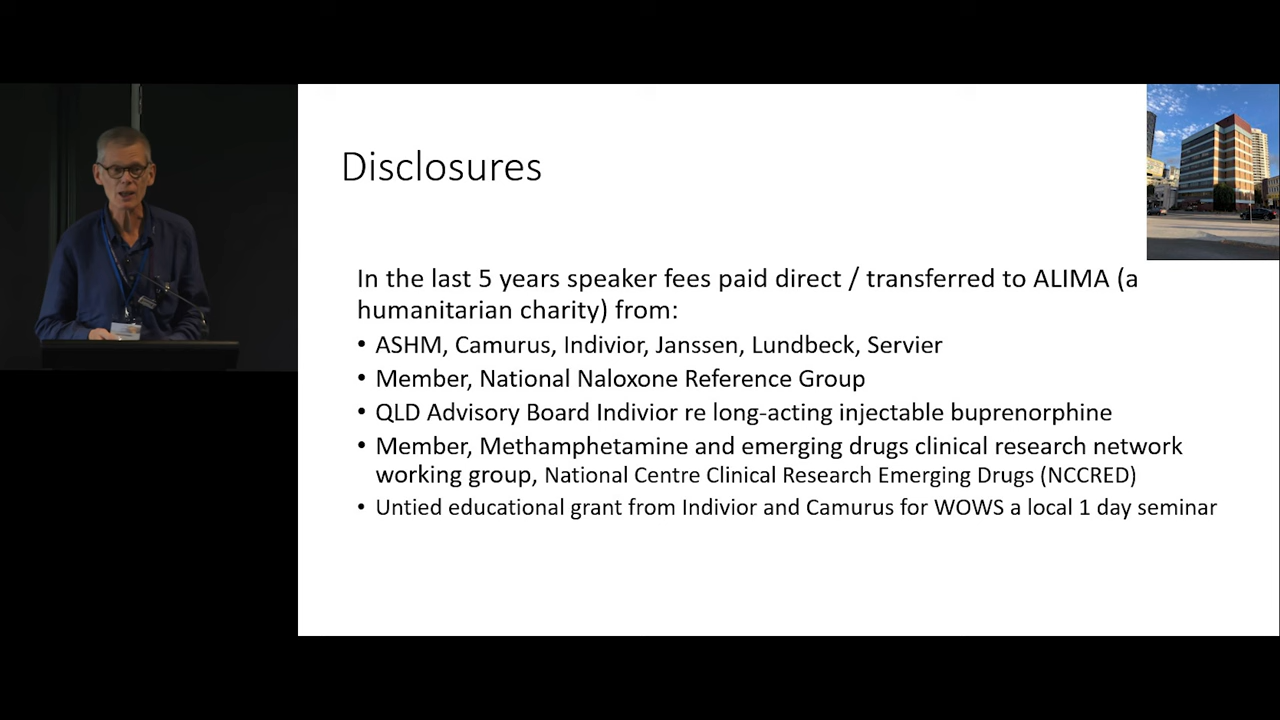 Disclosures
In the last 5 years speaker fees paid direct / transferred to ALIMA (a
humanitarian charity) from:
• ASHM, Camurus, Indivior, Janssen, Lundbeck, Servier
• Member, National Naloxone Reference Group
• QLD Advisory Board Indivior re long-acting injectable buprenorphine
• Member, Methamphetamine and emerging drugs clinical research network
working group, National Centre Clinical Research Emerging Drugs (NCCRED)
• Untied educational grant from Indivior and Camurus for WOWS a local 1 day seminar